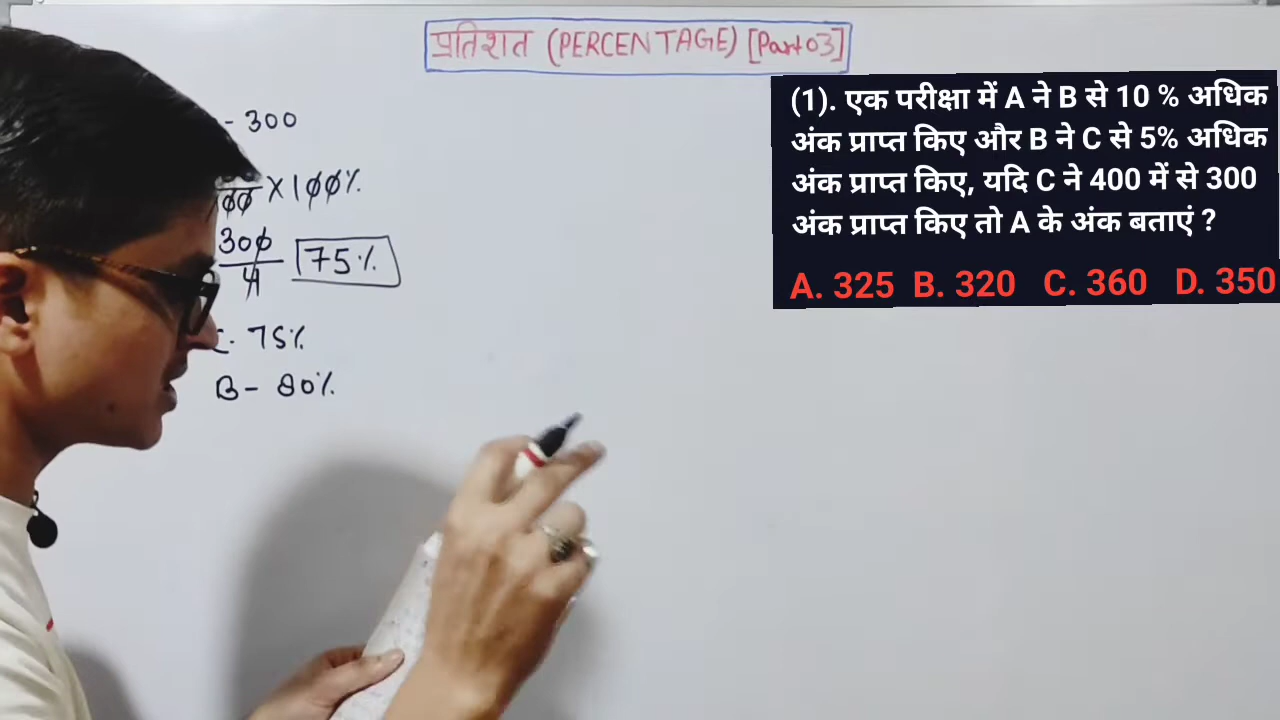 प्रतिशत (PERCENTAGE) [Part 03]
(1). एक परीक्षा में A ने B से 10 % अधिक
अंक प्राप्त किए और B ने C से 5% अधिक
अंक प्राप्त किए, यदि C ने 400 में से 300
अंक प्राप्त किए तो A के अंक बताएं ?
A. 325 B. 320 C. 360 D. 350
- 300
00 × 100%
300
4
75%
C- 75%
B- 80%